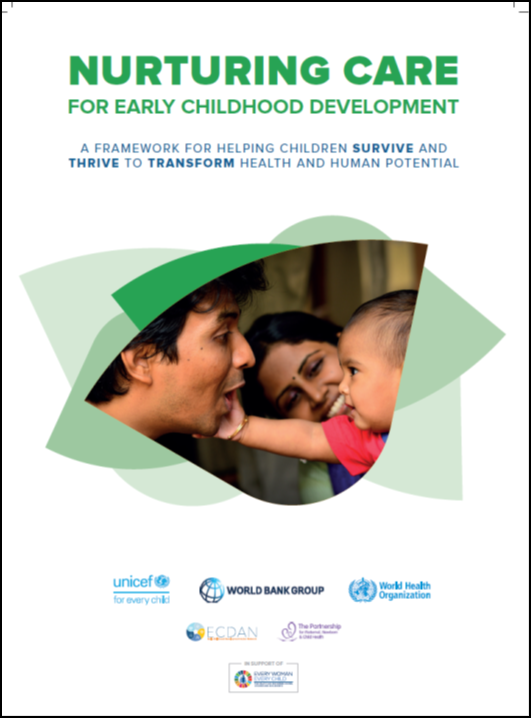 NURTURING CARE
FOR EARLY CHILDHOOD DEVELOPMENT
A FRAMEWORK FOR HELPING CHILDREN SURVIVE AND
THRIVE TO TRANSFORM HEALTH AND HUMAN POTENTIAL
unicef
for every child
WORLD BANK GROUP
World Health
Organization
ECDAN
The Partnership
for Maternal, Newborn
& Child Health
IN SUPPORT OF
EVERY WOMAN
EVERY CHILD